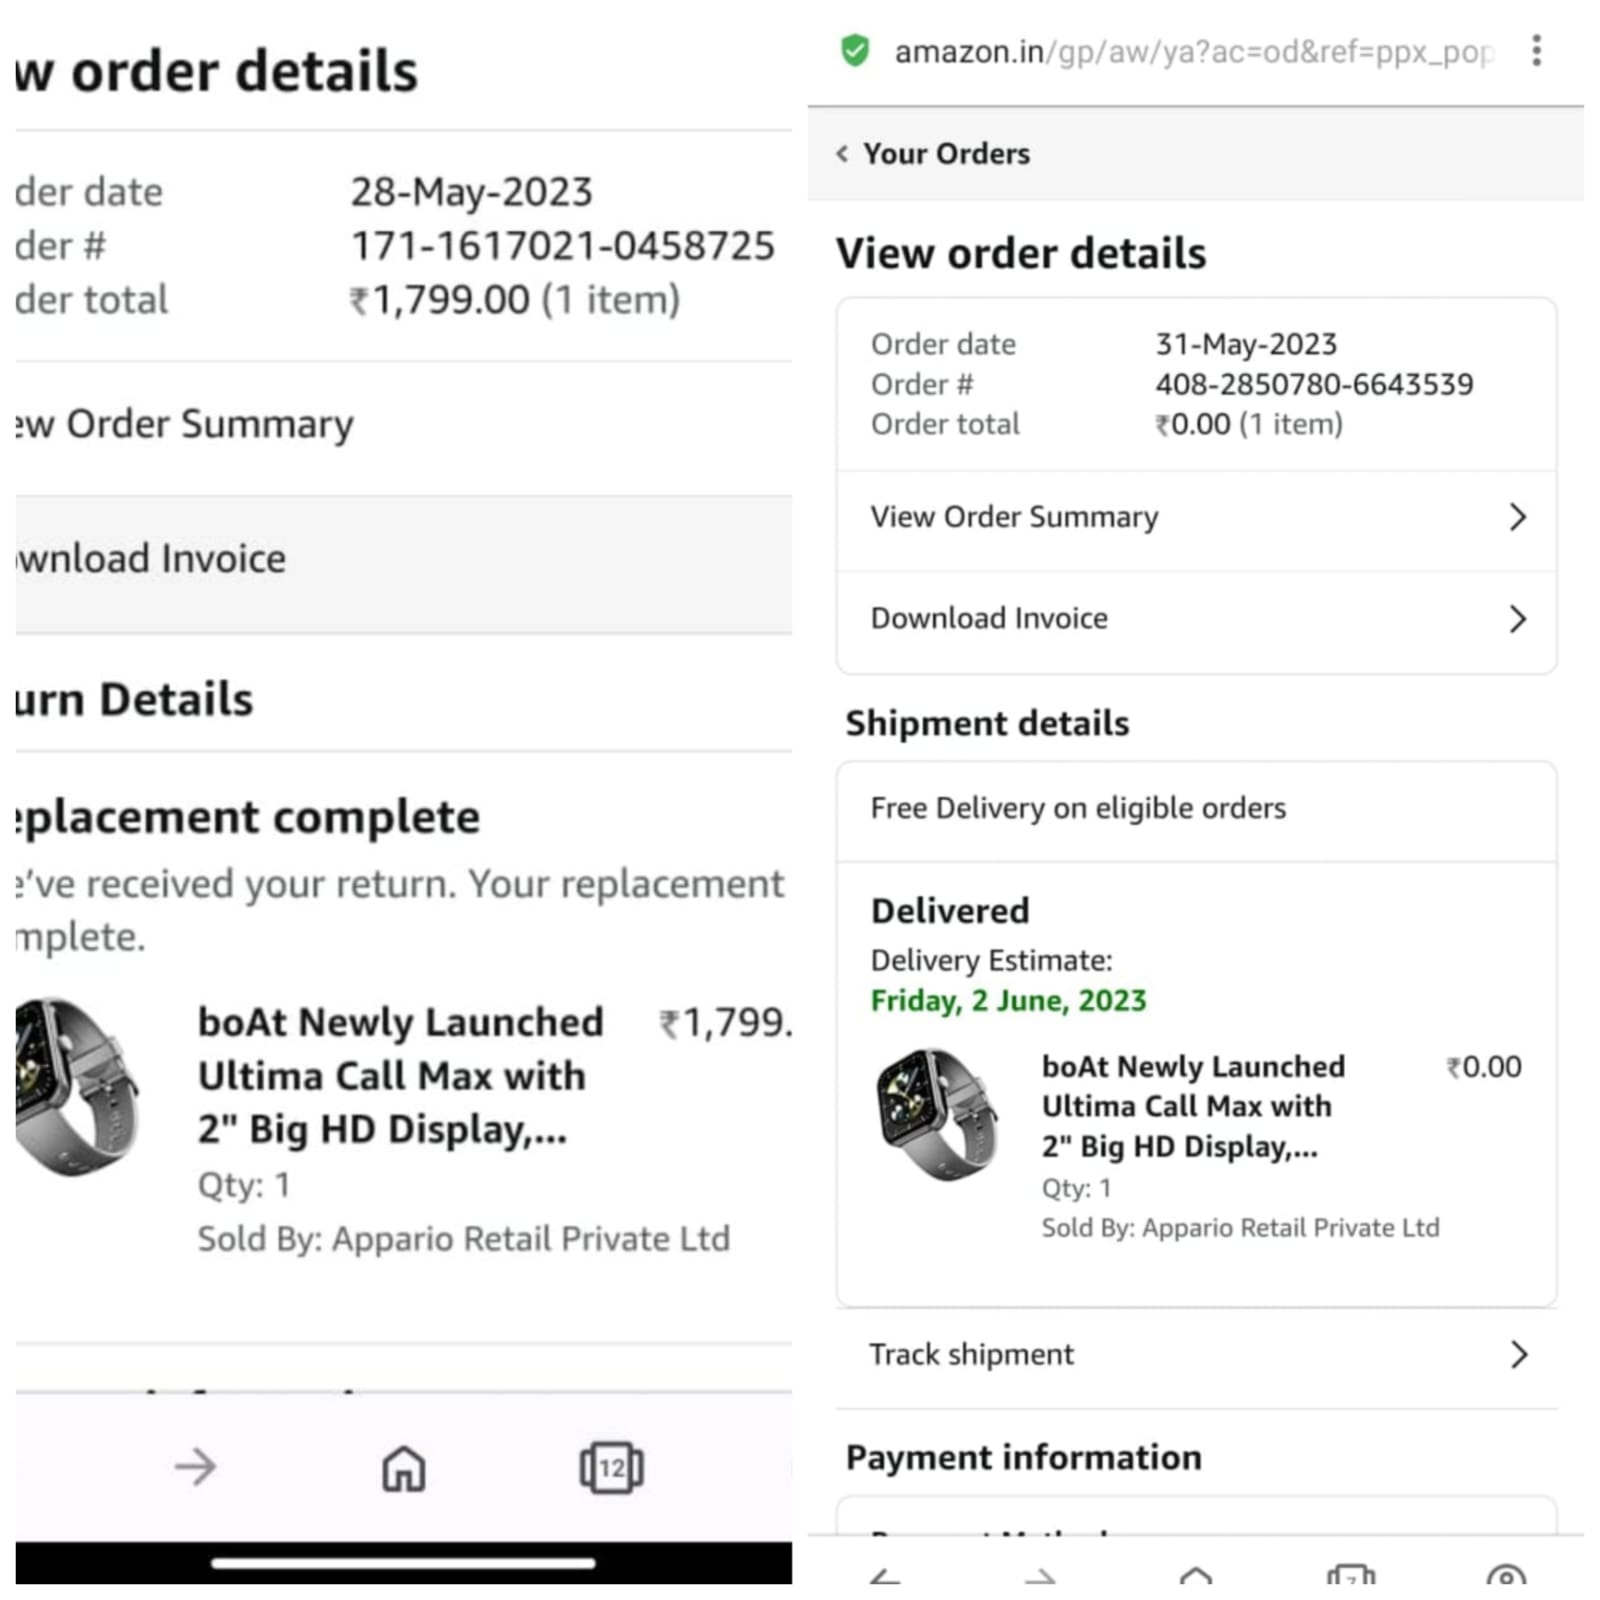 w order details
der date 28-May-2023
der # 171-1617021-0458725
der total ₹1,799.00 (1 item)
ew Order Summary
wnload Invoice
urn Details
eplacement complete
e've received your return. Your replacement
mplete.
boAt Newly Launched ₹1,799.
Ultima Call Max with
2" Big HD Display,...
Qty: 1
Sold By: Appario Retail Private Ltd
12
amazon.in/gp/aw/ya?ac=od&ref=ppx_pop
Your Orders
View order details
Order date 31-May-2023
Order # 408-2850780-6643539
Order total ₹0.00 (1 item)
View Order Summary
Download Invoice
Shipment details
Free Delivery on eligible orders
Delivered
Delivery Estimate:
Friday, 2 June, 2023
boAt Newly Launched ₹0.00
Ultima Call Max with
2" Big HD Display,...
Qty: 1
Sold By: Appario Retail Private Ltd
Track shipment
Payment information